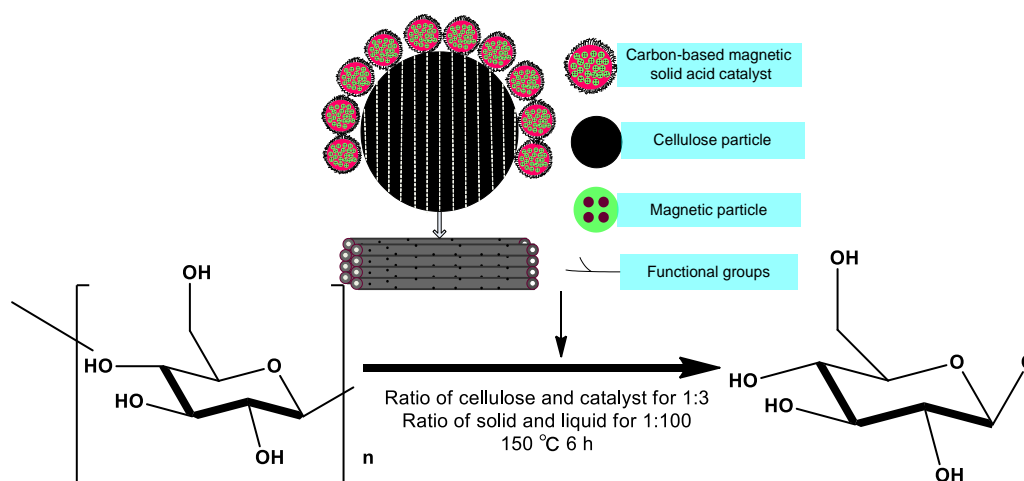 Carbon-based magnetic
solid acid catalyst
Cellulose particle
Magnetic particle
Functional groups
OH
HO
O
HO
OH
OH
n
Ratio of cellulose and catalyst for 1:3
Ratio of solid and liquid for 1:100
150 °C 6 h
OH
O
HO
HO
OH